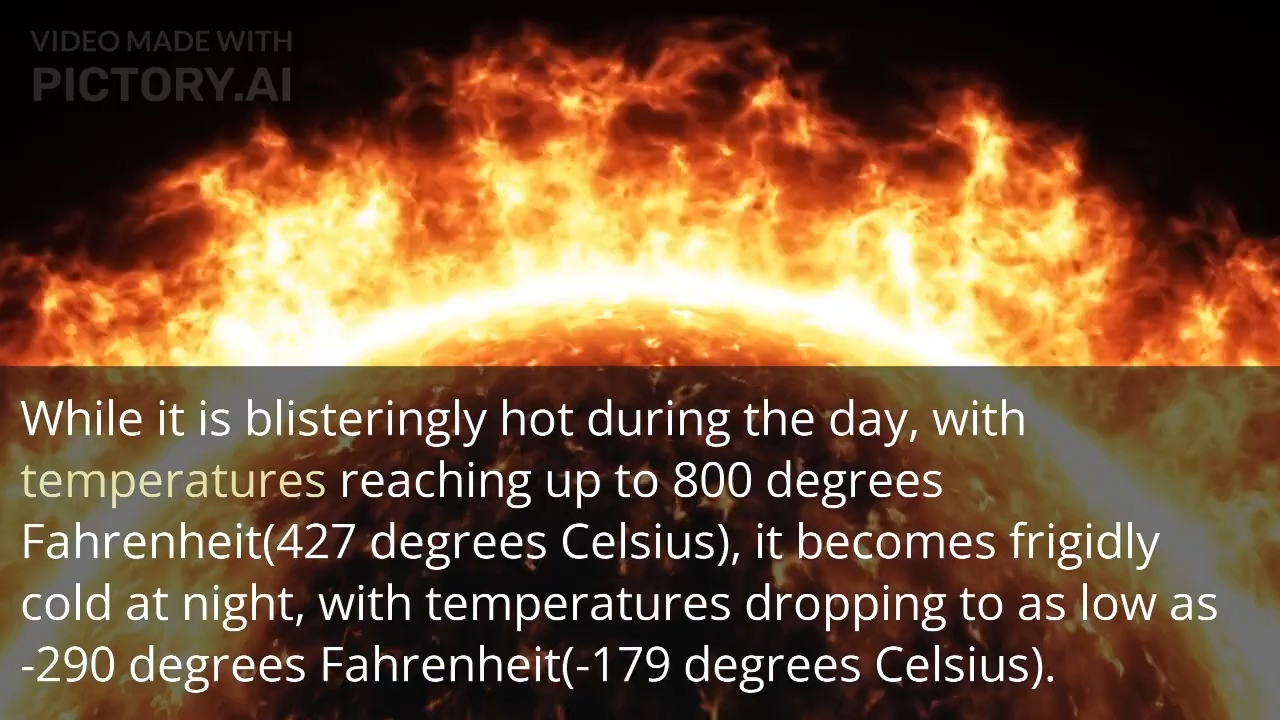 VIDEO MADE WITH
PICTORY.AI
While it is blisteringly hot during the day, with
temperatures reaching up to 800 degrees
Fahrenheit(427 degrees Celsius), it becomes frigidly
cold at night, with temperatures dropping to as low as
-290 degrees Fahrenheit(-179 degrees Celsius).